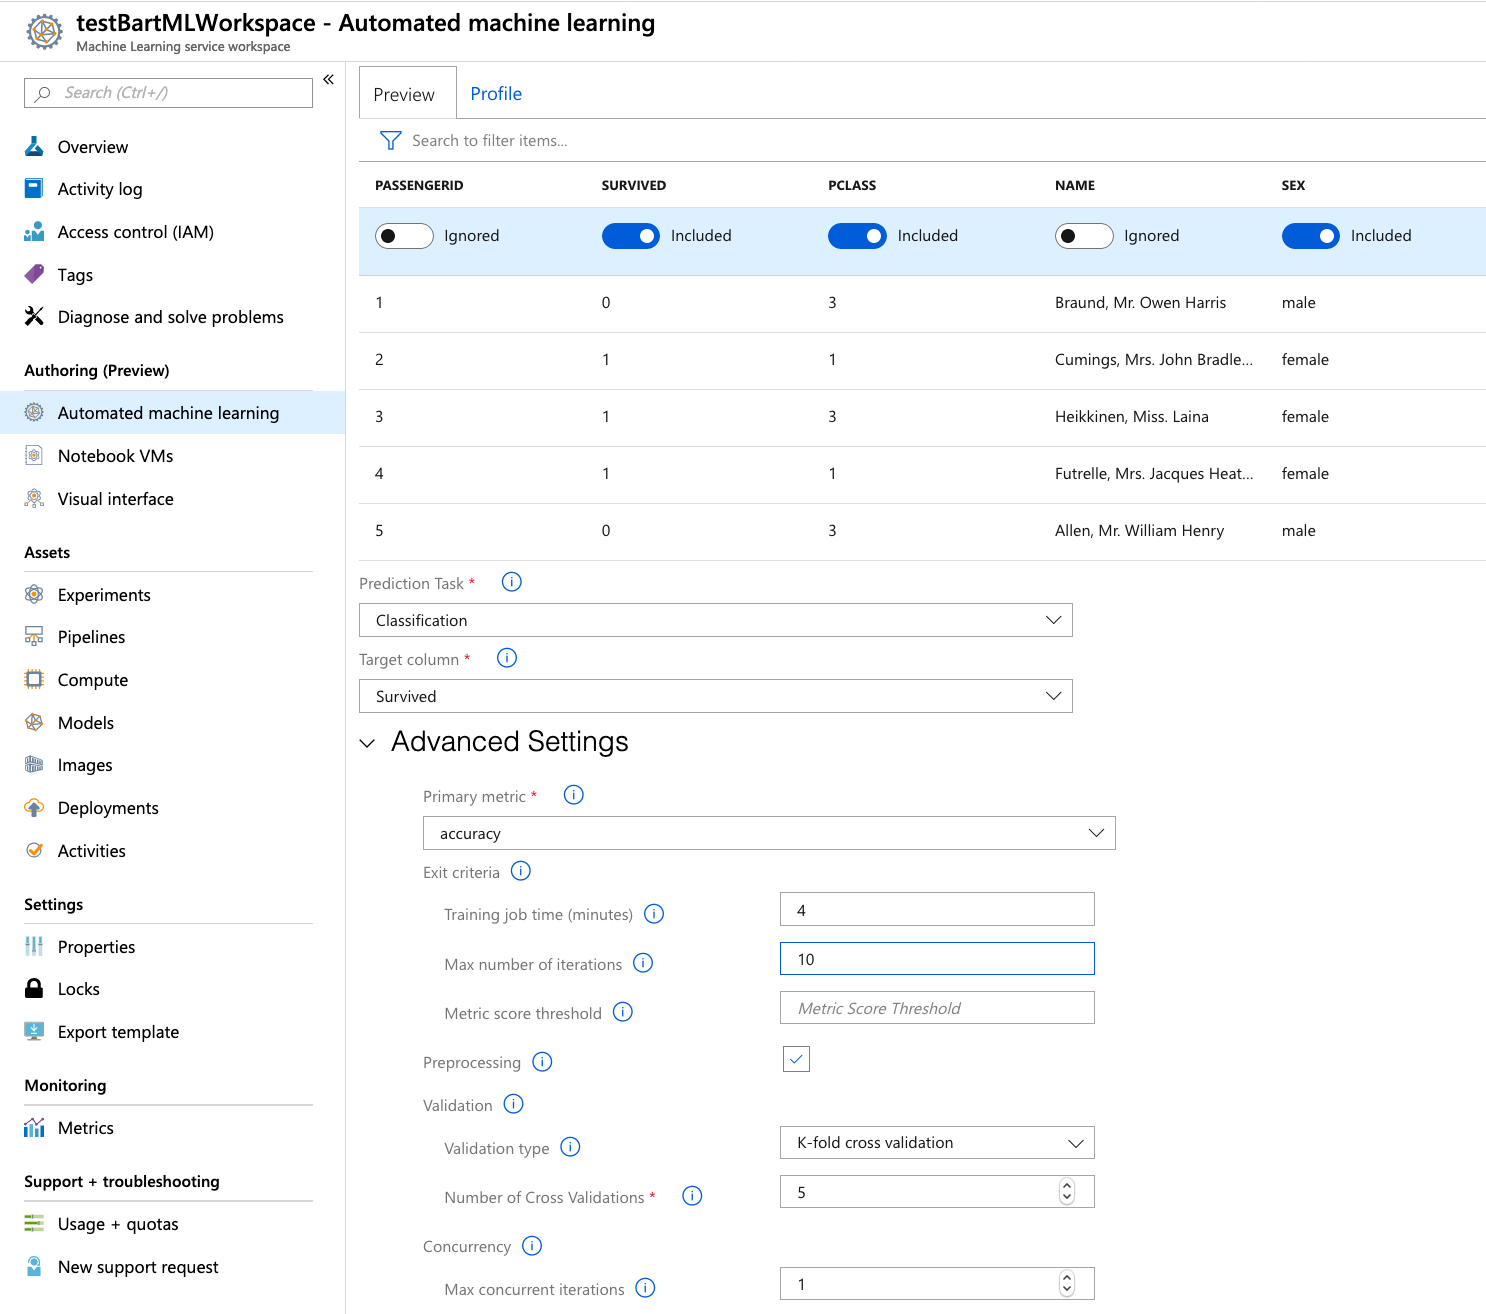 testBartMLWorkspace - Automated machine learning
Machine Learning service workspace
Search (Ctrl+/)
«
Overview
Activity log
Access control (IAM)
Tags
Diagnose and solve problems
Authoring (Preview)
Automated machine learning
Notebook VMs
Visual interface
Assets
Experiments
Pipelines
Compute
Models
Images
Deployments
Activities
Settings
Properties
Locks
Export template
Monitoring
Metrics
Support + troubleshooting
Usage + quotas
New support request
Preview Profile
Search to filter items...
PASSENGERID SURVIVED PCLASS NAME SEX
Ignored Included Included Ignored Included
1 0 3 Braund, Mr. Owen Harris male
2 1 1 Cumings, Mrs. John Bradle... female
3 1 3 Heikkinen, Miss. Laina female
4 1 1 Futrelle, Mrs. Jacques Heat... female
5 0 3 Allen, Mr. William Henry male
Prediction Task *
Classification
Target column *
Survived
Advanced Settings
Primary metric *
accuracy
Exit criteria
Training job time (minutes) 4
Max number of iterations 10
Metric score threshold Metric Score Threshold
Preprocessing
Validation
Validation type K-fold cross validation
Number of Cross Validations * 5
Concurrency
Max concurrent iterations 1